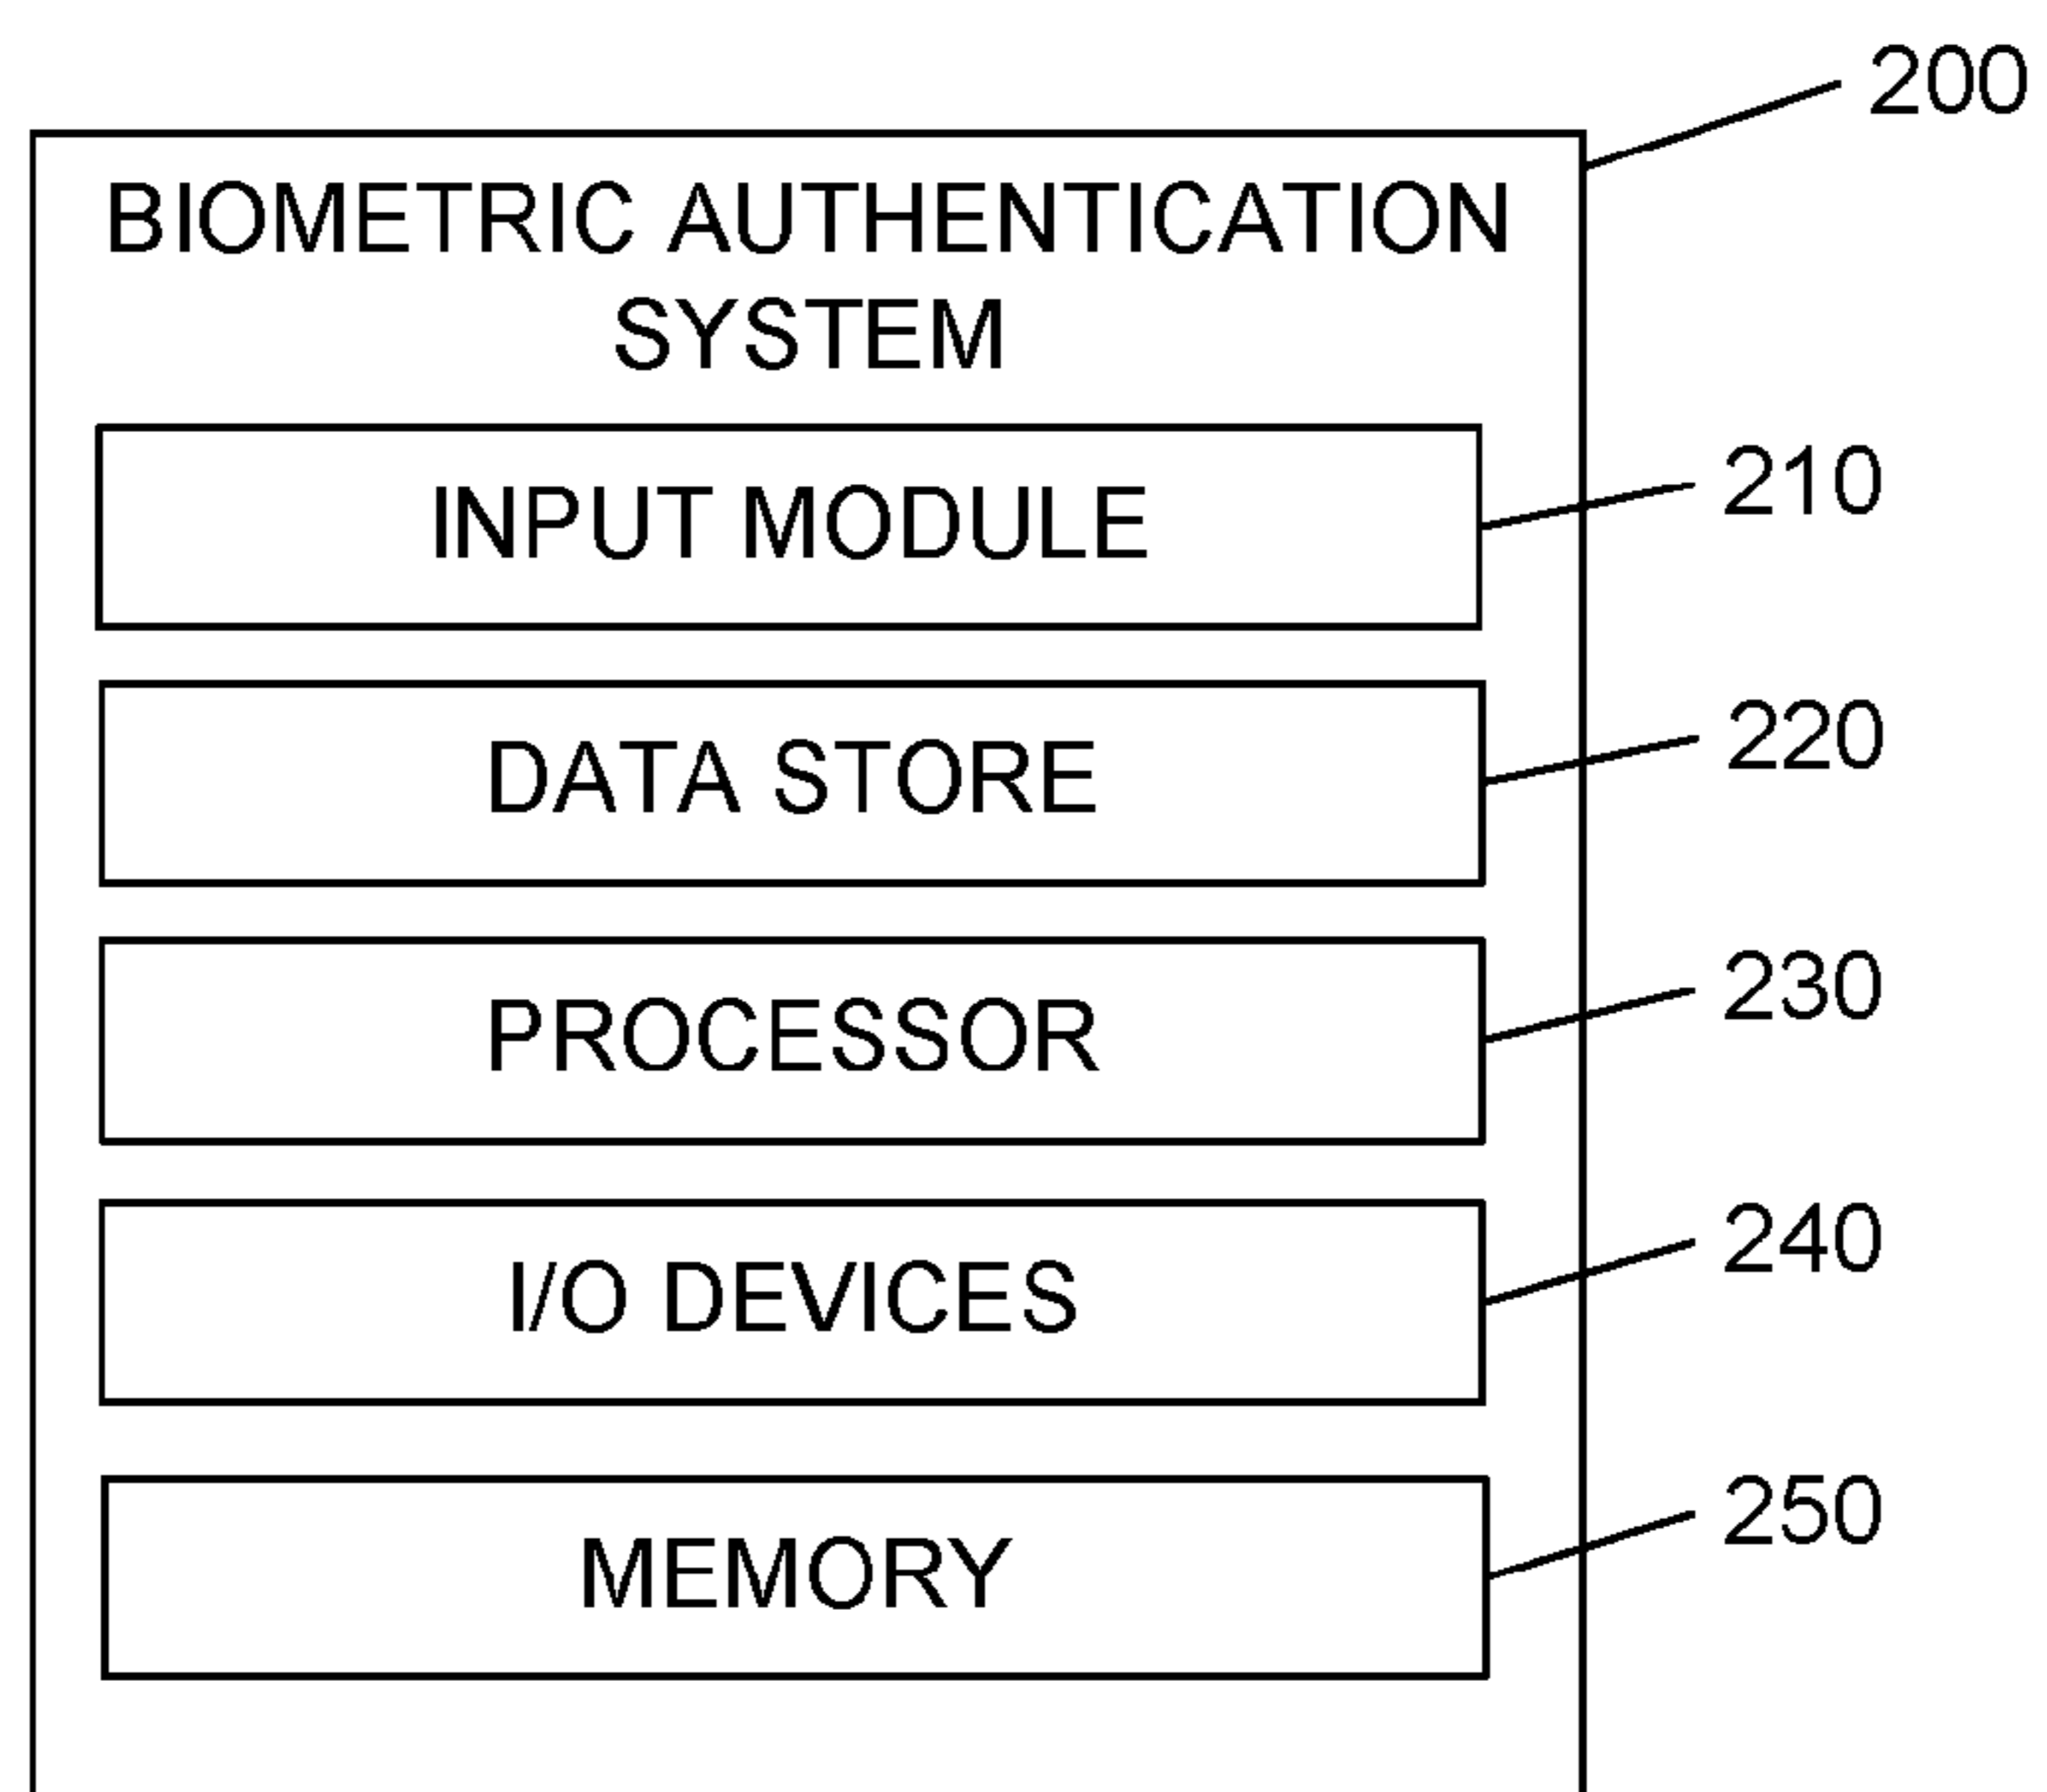 200
BIOMETRIC AUTHENTICATION
SYSTEM
INPUT MODULE
210
DATA STORE
220
PROCESSOR
230
I/O DEVICES
240
MEMORY
250